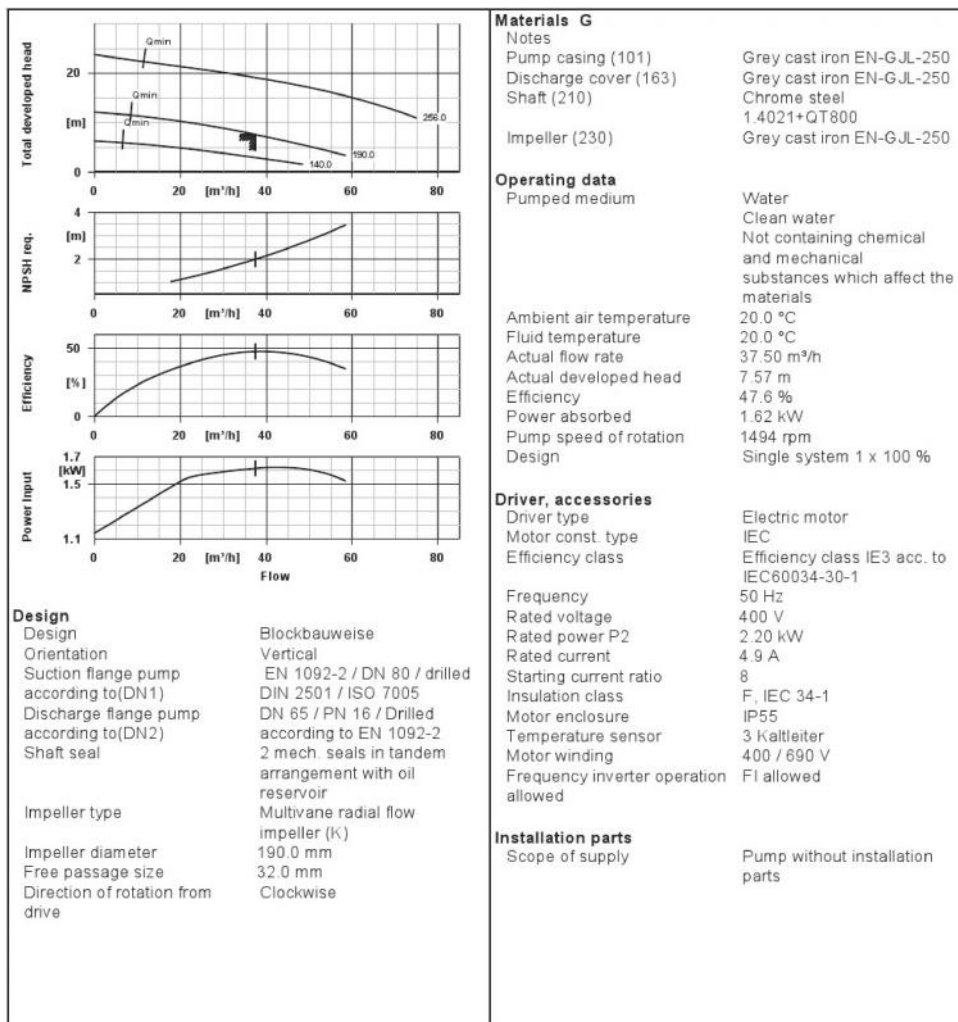 Total developed head
[m]
20
0
Qmin
Qmin
Qmin
256.0
190.0
140.0
0 20 [m³/h] 40 60 80
NPSH req.
4
[m]
2
0 20 [m³/h] 40 60 80
Efficiency
50
[%]
0
0 20 [m³/h] 40 60 80
Power Input
1.7
[kW]
1.5
1.1
0 20 [m³/h] 40 60 80
Flow
Design
Design Blockbauweise
Orientation Vertical
Suction flange pump EN 1092-2 / DN 80 / drilled
according to(DN1) DIN 2501 / ISO 7005
Discharge flange pump DN 65 / PN 16 / Drilled
according to(DN2) according to EN 1092-2
Shaft seal 2 mech. seals in tandem
arrangement with oil
reservoir
Impeller type Multivane radial flow
impeller (K)
Impeller diameter 190.0 mm
Free passage size 32.0 mm
Direction of rotation from Clockwise
drive
Materials G
Notes
Pump casing (101) Grey cast iron EN-GJL-250
Discharge cover (163) Grey cast iron EN-GJL-250
Shaft (210) Chrome steel
1.4021+QT800
Impeller (230) Grey cast iron EN-GJL-250
Operating data
Pumped medium Water
Clean water
Not containing chemical
and mechanical
substances which affect the
materials
Ambient air temperature 20.0 °C
Fluid temperature 20.0 °C
Actual flow rate 37.50 m³/h
Actual developed head 7.57 m
Efficiency 47.6 %
Power absorbed 1.62 kW
Pump speed of rotation 1494 rpm
Design Single system 1 x 100 %
Driver, accessories
Driver type Electric motor
Motor const. type IEC
Efficiency class Efficiency class IE3 acc. to
IEC60034-30-1
Frequency 50 Hz
Rated voltage 400 V
Rated power P2 2.20 kW
Rated current 4.9 A
Starting current ratio 8
Insulation class F, IEC 34-1
Motor enclosure IP55
Temperature sensor 3 Kaltleiter
Motor winding 400 / 690 V
Frequency inverter operation FI allowed
allowed
Installation parts
Scope of supply Pump without installation
parts